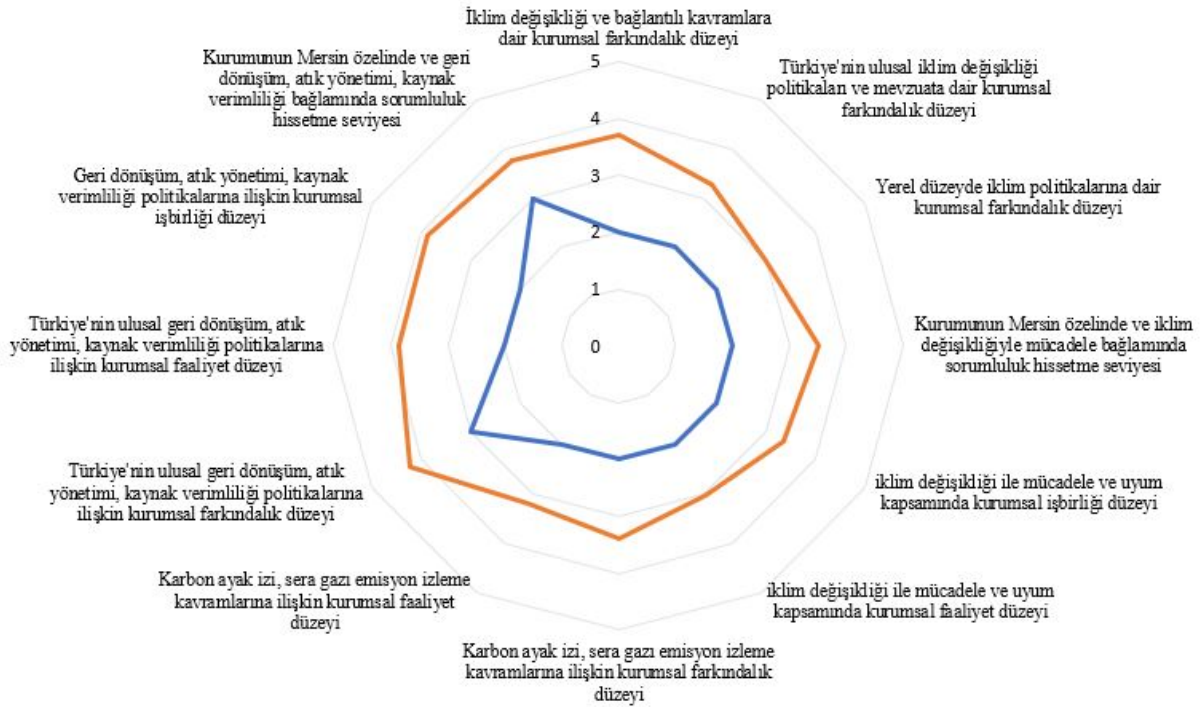 İklim değişikliği ve bağlantılı kavramlara
dair kurumsal farkındalık düzeyi
Türkiye'nin ulusal iklim değişikliği
politikaları ve mevzuata dair kurumsal
farkındalık düzeyi
Yerel düzeyde iklim politikalarına dair
kurumsal farkındalık düzeyi
Kurumunun Mersin özelinde ve iklim
değişikliğiyle mücadele bağlamında
sorumluluk hissetme seviyesi
iklim değişikliği ile mücadele ve uyum
kapsamında kurumsal işbirliği düzeyi
iklim değişikliği ile mücadele ve uyum
kapsamında kurumsal faaliyet düzeyi
Karbon ayak izi, sera gazı emisyon izleme
kavramlarına ilişkin kurumsal farkındalık
düzeyi
Karbon ayak izi, sera gazı emisyon izleme
kavramlarına ilişkin kurumsal faaliyet
düzeyi
Türkiye'nin ulusal geri dönüşüm, atık
yönetimi, kaynak verimliliği politikalarına
ilişkin kurumsal farkındalık düzeyi
Türkiye'nin ulusal geri dönüşüm, atık
yönetimi, kaynak verimliliği politikalarına
ilişkin kurumsal faaliyet düzeyi
Geri dönüşüm, atık yönetimi, kaynak
verimliliği politikalarına ilişkin kurumsal
işbirliği düzeyi
Kurumunun Mersin özelinde ve geri
dönüşüm, atık yönetimi, kaynak
verimliliği bağlamında sorumluluk
hissetme seviyesi
5
4
3
2
1
0